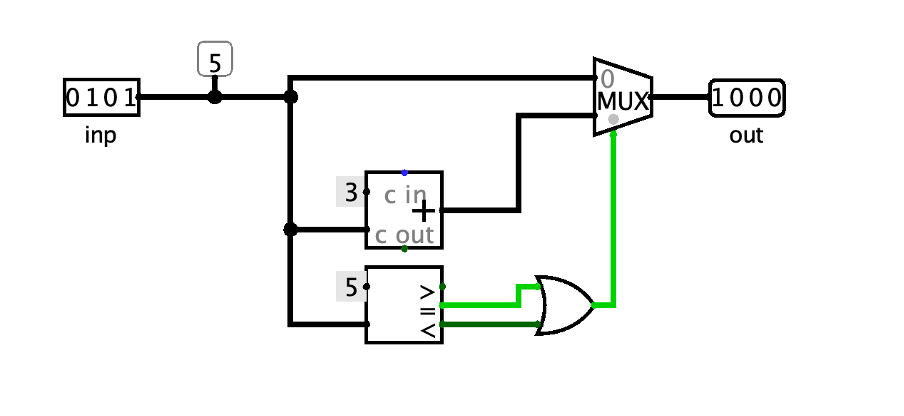 5
0101
inp
0
MUX
1000
out
3
c in
+
c out
5
>
=
<